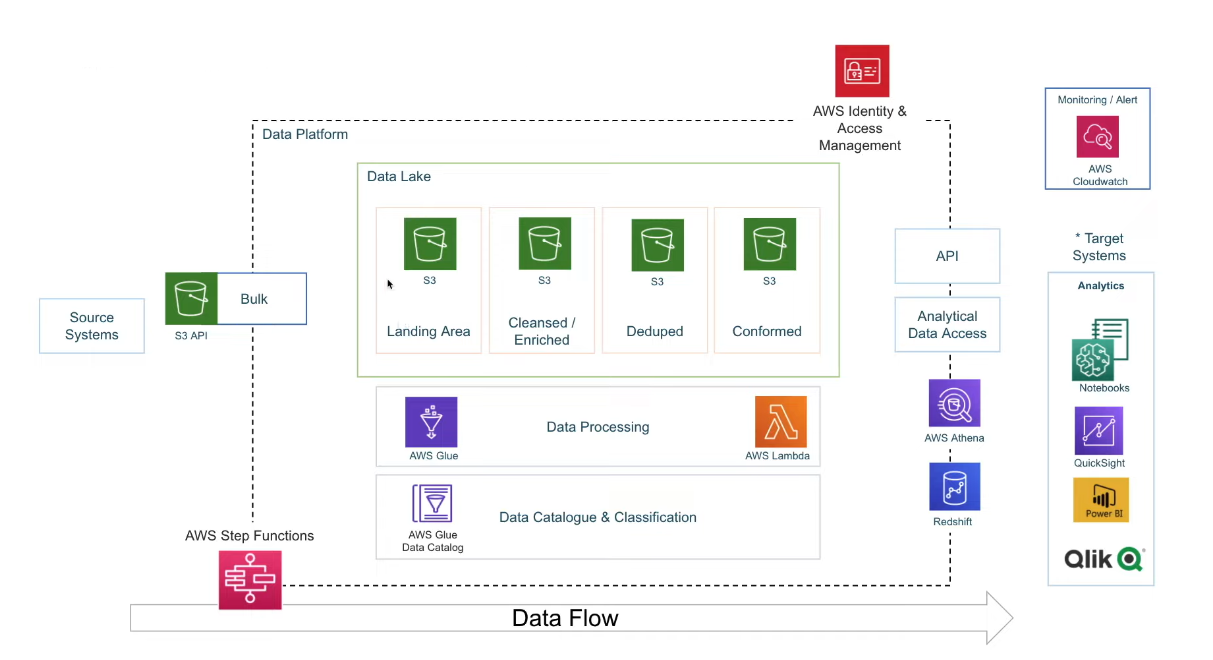 AWS Identity &
Access
Management
Monitoring / Alert
AWS
Cloudwatch
Data Platform
Data Lake
S3
S3
S3
S3
Landing Area
Cleansed /
Enriched
Deduped
Conformed
Source
Systems
Bulk
S3 API
API
Analytical
Data Access
* Target
Systems
Analytics
Notebooks
QuickSight
Power BI
Qlik
AWS Glue
Data Processing
AWS Lambda
AWS Athena
Redshift
AWS Glue
Data Catalog
Data Catalogue & Classification
AWS Step Functions
Data Flow